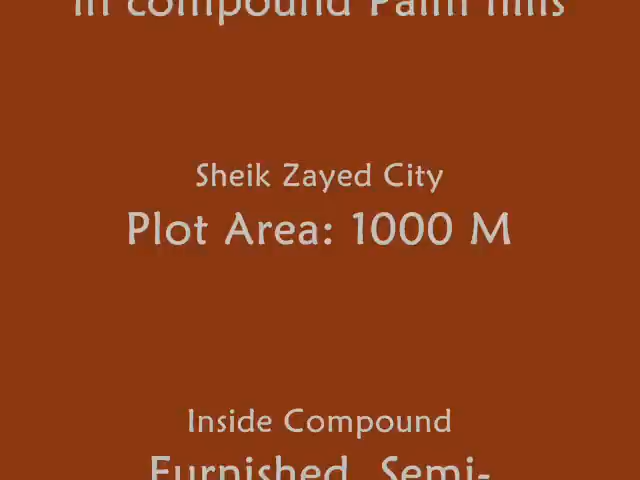 in compound Palm hills
Sheik Zayed City
Plot Area: 1000 M
Inside Compound
Furnished, Semi-